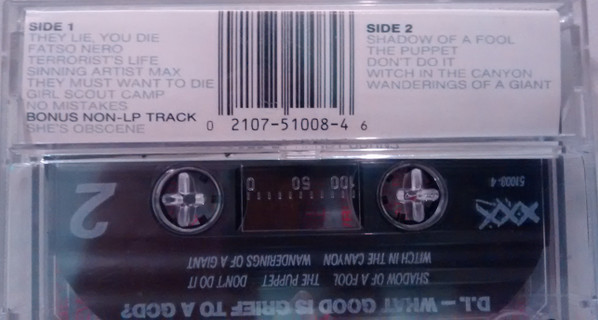 SIDE 1
THEY LIE, YOU DIE
FATSO NERO
TERRORIST'S LIFE
SINNING ARTIST MAX
THEY MUST WANT TO DIE
GIRL SCOUT CAMP
NO MISTAKES
BONUS NON-LP TRACK
SHE'S OBSCENE
0 2107-51008-4 6
SIDE 2
SHADOW OF A FOOL
THE PUPPET
DON'T DO IT
WITCH IN THE CANYON
WANDERINGS OF A GIANT
D.I. – WHAT GOOD IS GRIEF TO A GOD?
SHADOW OF A FOOL THE PUPPET DON'T DO IT
WITCH IN THE CANYON WANDERINGS OF A GIANT
XXX
51008-4
100 50 0
2